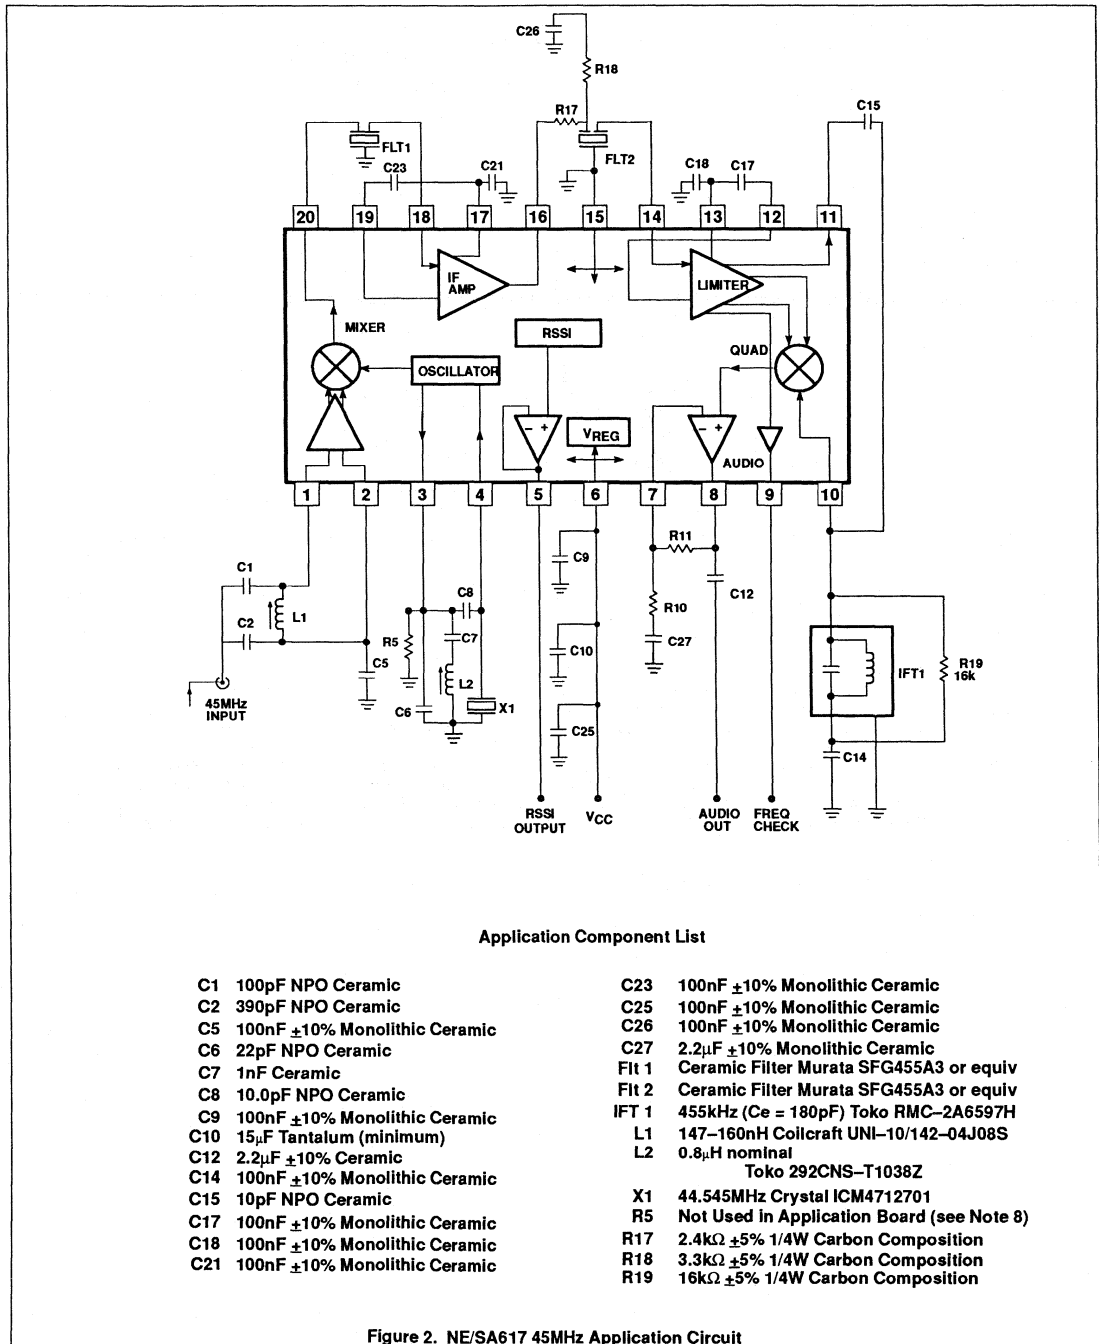 C26
R18
R17
C15
FLT1
FLT2
C23
C21
C18
C17
20
19
18
17
16
15
14
13
12
11
IF
AMP
LIMITER
MIXER
RSSI
QUAD
OSCILLATOR
VREG
AUDIO
– +
– +
1
2
3
4
5
6
7
8
9
10
C1
C2
L1
C5
45MHz
INPUT
R5
C8
C7
L2
C6
X1
C9
C10
C25
R11
R10
C27
C12
IFT1
R19
16k
C14
RSSI
OUTPUT
VCC
AUDIO
OUT
FREQ
CHECK
Application Component List
C1 100pF NPO Ceramic
C2 390pF NPO Ceramic
C5 100nF ±10% Monolithic Ceramic
C6 22pF NPO Ceramic
C7 1nF Ceramic
C8 10.0pF NPO Ceramic
C9 100nF ±10% Monolithic Ceramic
C10 15μF Tantalum (minimum)
C12 2.2μF ±10% Ceramic
C14 100nF ±10% Monolithic Ceramic
C15 10pF NPO Ceramic
C17 100nF ±10% Monolithic Ceramic
C18 100nF ±10% Monolithic Ceramic
C21 100nF ±10% Monolithic Ceramic
C23 100nF ±10% Monolithic Ceramic
C25 100nF ±10% Monolithic Ceramic
C26 100nF ±10% Monolithic Ceramic
C27 2.2μF ±10% Monolithic Ceramic
Flt 1 Ceramic Filter Murata SFG455A3 or equiv
Flt 2 Ceramic Filter Murata SFG455A3 or equiv
IFT 1 455kHz (Ce = 180pF) Toko RMC–2A6597H
L1 147–160nH Coilcraft UNI–10/142–04J08S
L2 0.8μH nominal
Toko 292CNS–T1038Z
X1 44.545MHz Crystal ICM4712701
R5 Not Used in Application Board (see Note 8)
R17 2.4kΩ ±5% 1/4W Carbon Composition
R18 3.3kΩ ±5% 1/4W Carbon Composition
R19 16kΩ ±5% 1/4W Carbon Composition
Figure 2. NE/SA617 45MHz Application Circuit